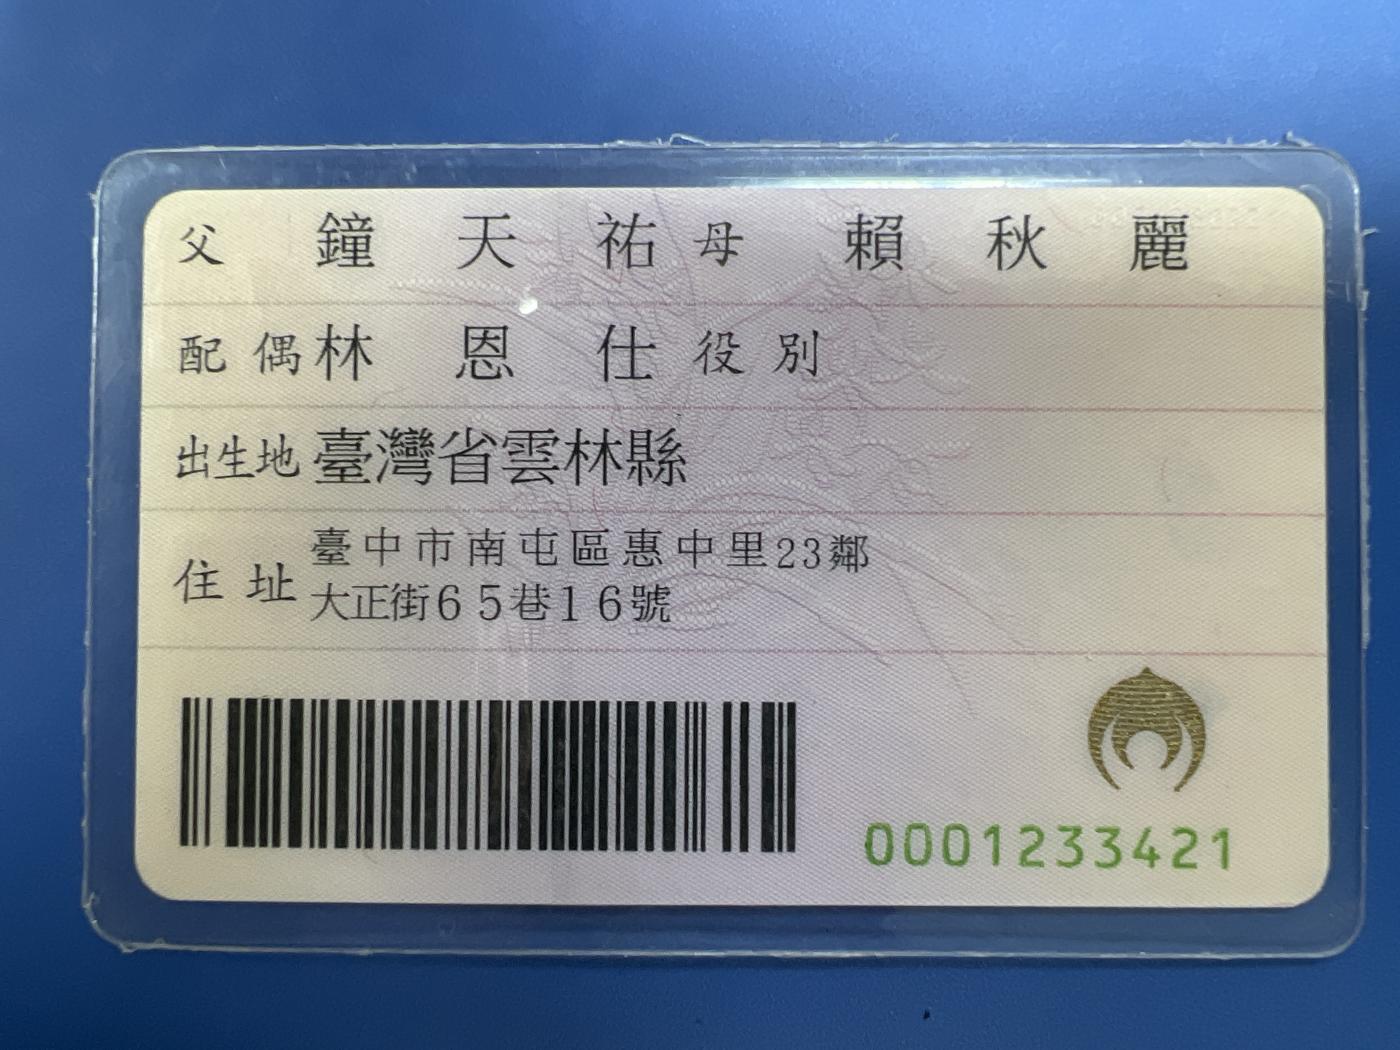 父 鐘天祐 母 賴秋麗
配偶 林恩仕 役別
出生地 臺灣省雲林縣
住址 臺中市南屯區惠中里23鄰
大正街65巷16號
0001233421